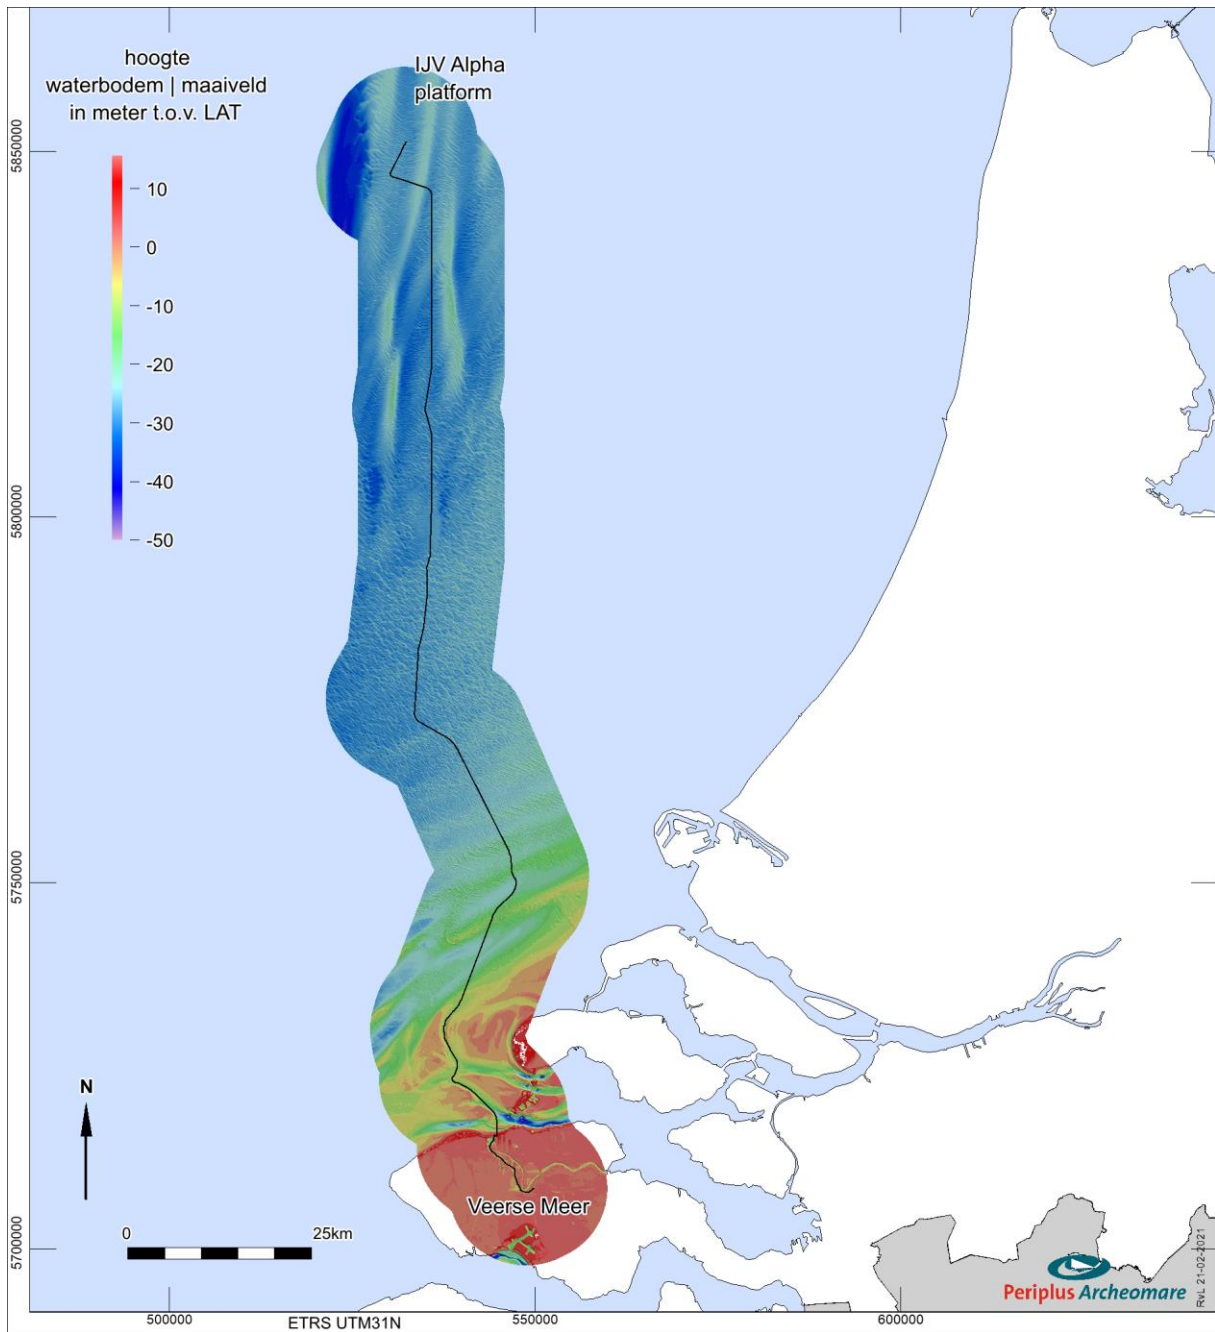 hoogte
waterbodem | maaiveld
in meter t.o.v. LAT
10
0
-10
-20
-30
-40
-50
IJV Alpha
platform
5850000
5800000
5750000
5700000
N
0
25km
Veerse Meer
Periplus Archeomare
RvL 21-02-2021
500000
ETRS UTM31N
550000
600000